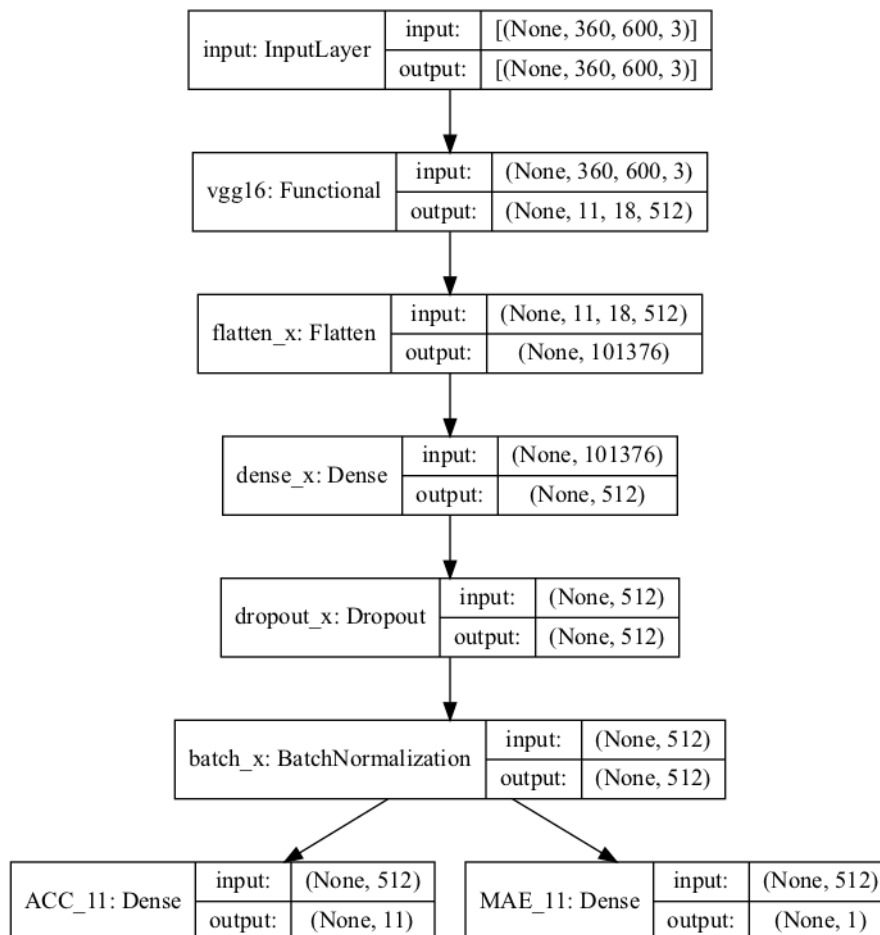 input: InputLayer
input: [(None, 360, 600, 3)]
output: [(None, 360, 600, 3)]
vgg16: Functional
input: (None, 360, 600, 3)
output: (None, 11, 18, 512)
flatten_x: Flatten
input: (None, 11, 18, 512)
output: (None, 101376)
dense_x: Dense
input: (None, 101376)
output: (None, 512)
dropout_x: Dropout
input: (None, 512)
output: (None, 512)
batch_x: BatchNormalization
input: (None, 512)
output: (None, 512)
ACC_11: Dense
input: (None, 512)
output: (None, 11)
MAE_11: Dense
input: (None, 512)
output: (None, 1)